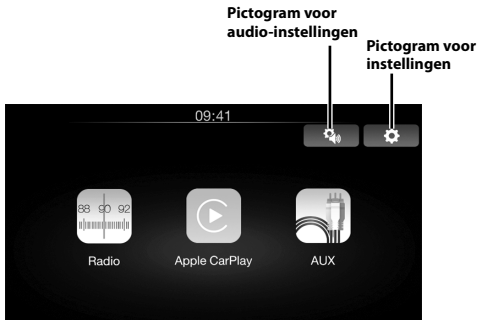 Pictogram voor
audio-instellingen
Pictogram voor
instellingen
09:41
88 90 92
Radio
Apple CarPlay
AUX